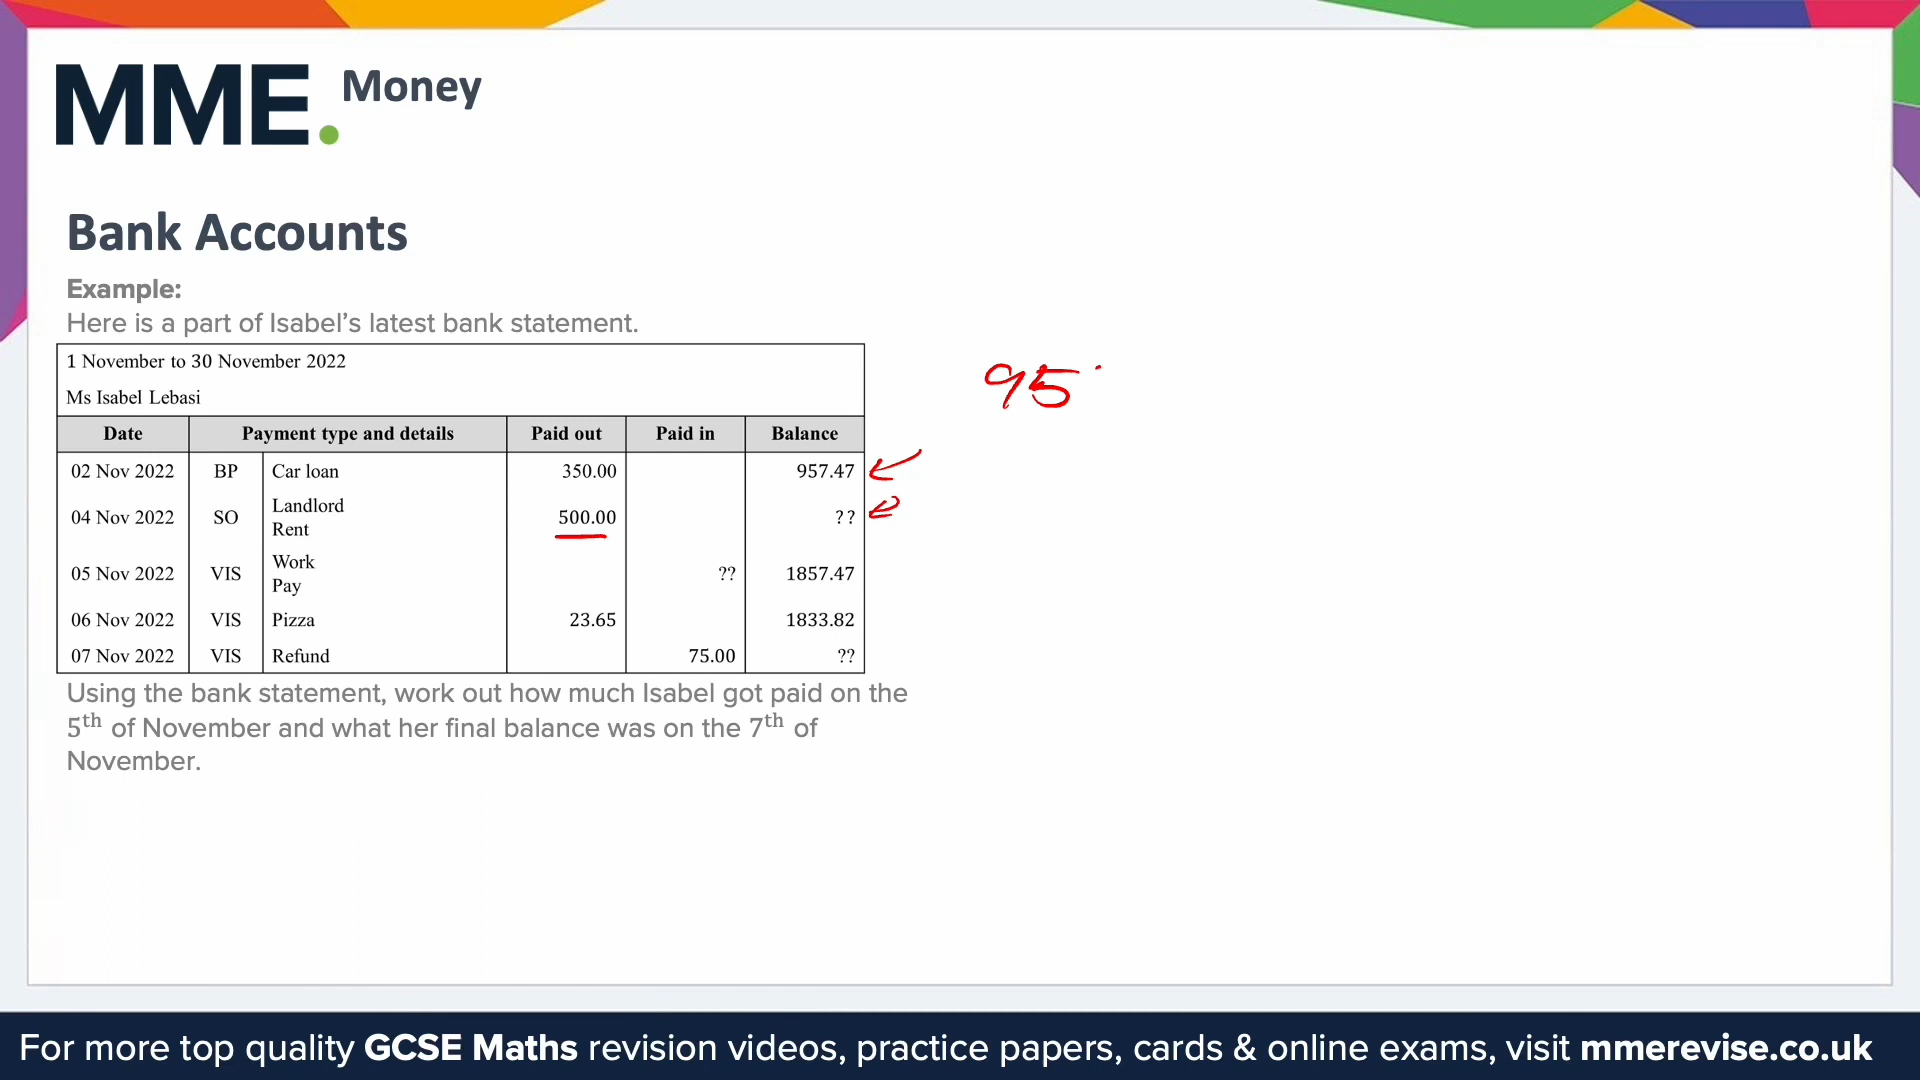 MME. Money
Bank Accounts
Example:
Here is a part of Isabel’s latest bank statement.
1 November to 30 November 2022
Ms Isabel Lebasi
Date Payment type and details Paid out Paid in Balance
02 Nov 2022 BP Car loan 350.00 957.47
04 Nov 2022 SO Landlord Rent 500.00 ??
05 Nov 2022 VIS Work Pay ?? 1857.47
06 Nov 2022 VIS Pizza 23.65 1833.82
07 Nov 2022 VIS Refund 75.00 ??
95
Using the bank statement, work out how much Isabel got paid on the
5th of November and what her final balance was on the 7th of
November.
For more top quality GCSE Maths revision videos, practice papers, cards & online exams, visit mmerevise.co.uk